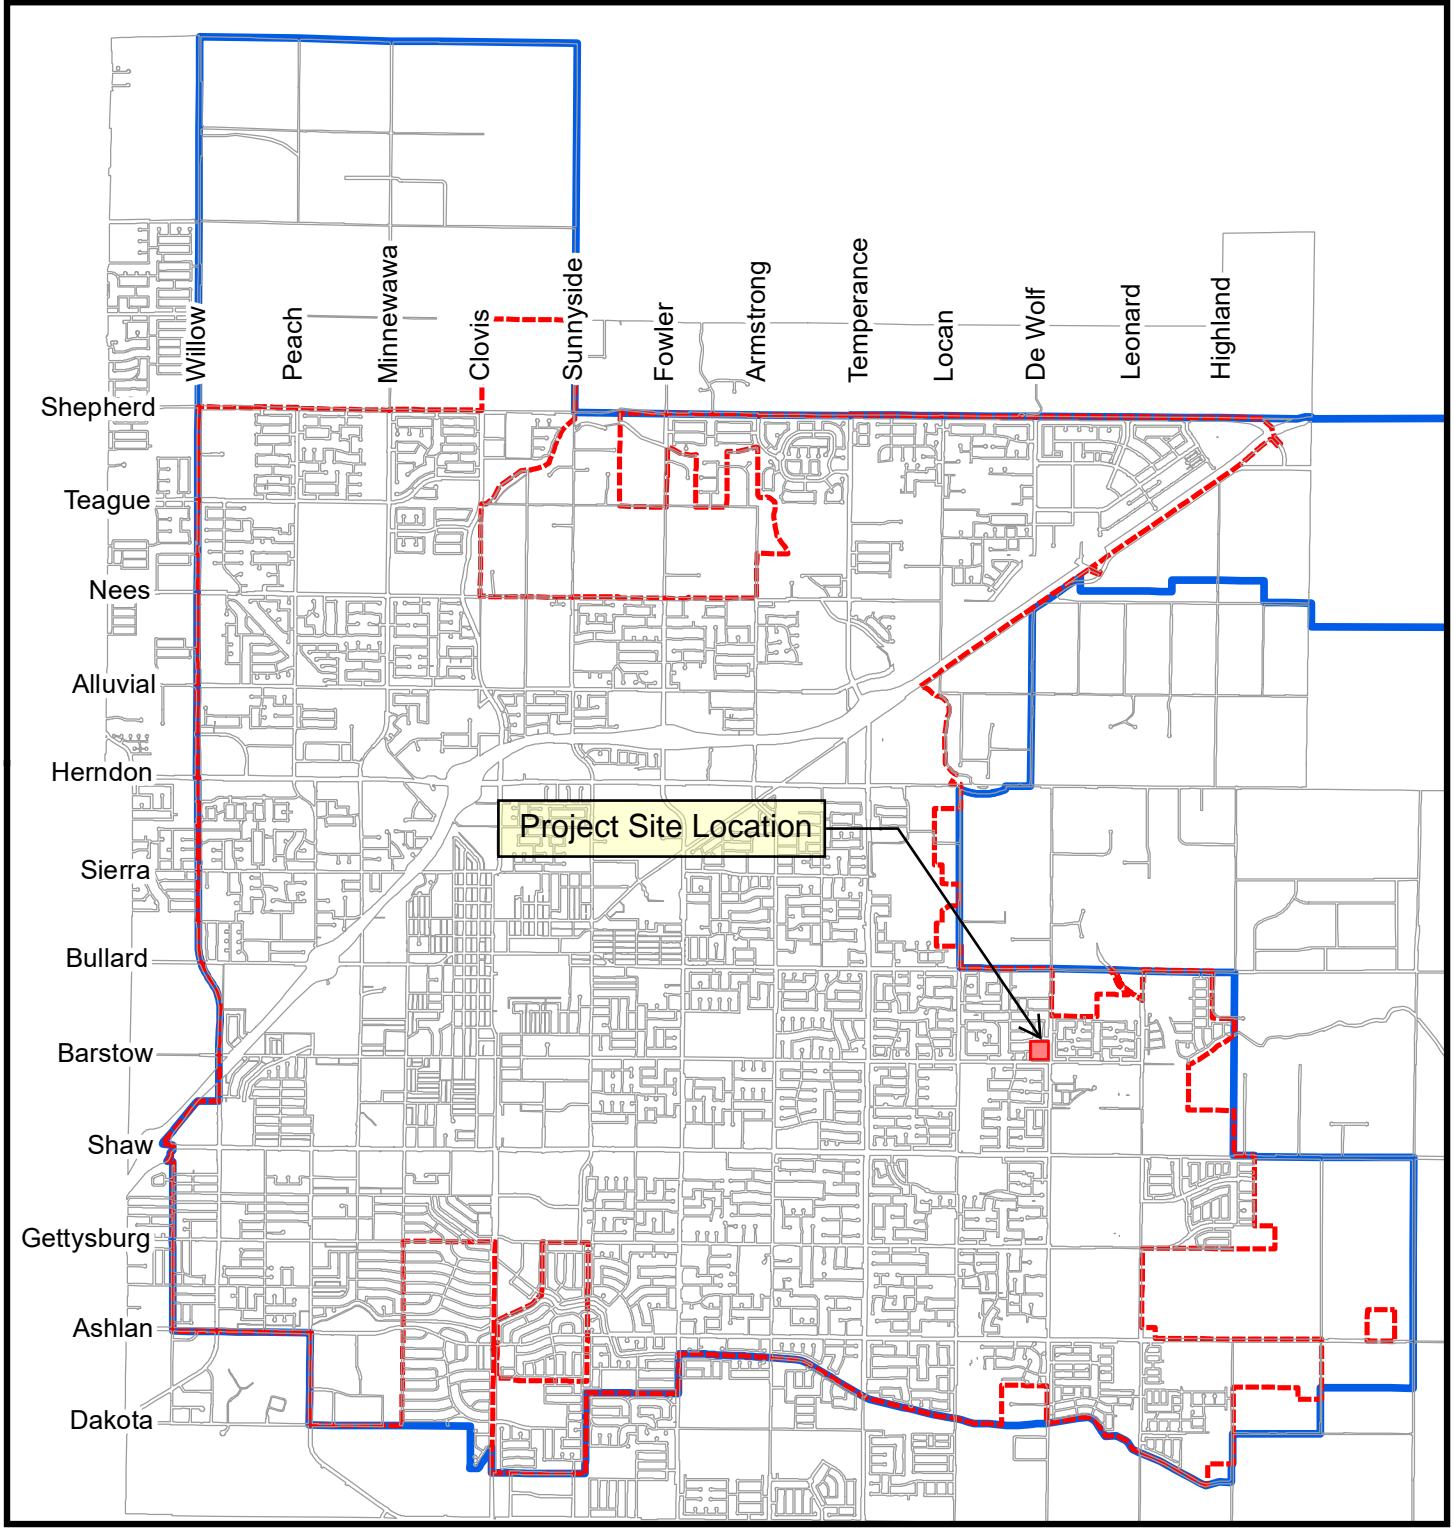 Willow
Peach
Minnewawa
Clovis
Sunnyside
Fowler
Armstrong
Temperance
Locan
De Wolf
Leonard
Highland
Shepherd
Teague
Nees
Alluvial
Herndon
Project Site Location
Sierra
Bullard
Barstow
Shaw
Gettysburg
Ashlan
Dakota